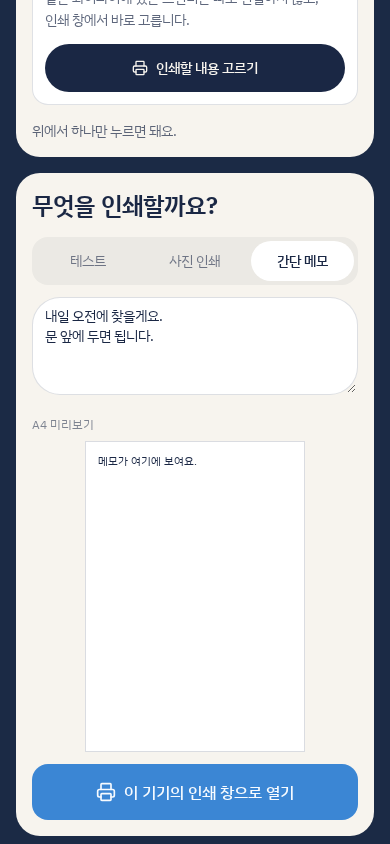 인쇄 창에서 바로 고릅니다.
인쇄할 내용 고르기
위에서 하나만 누르면 돼요.
무엇을 인쇄할까요?
테스트
사진 인쇄
간단 메모
내일 오전에 찾을게요.
문 앞에 두면 됩니다.
A4 미리보기
메모가 여기에 보여요.
이 기기의 인쇄 창으로 열기